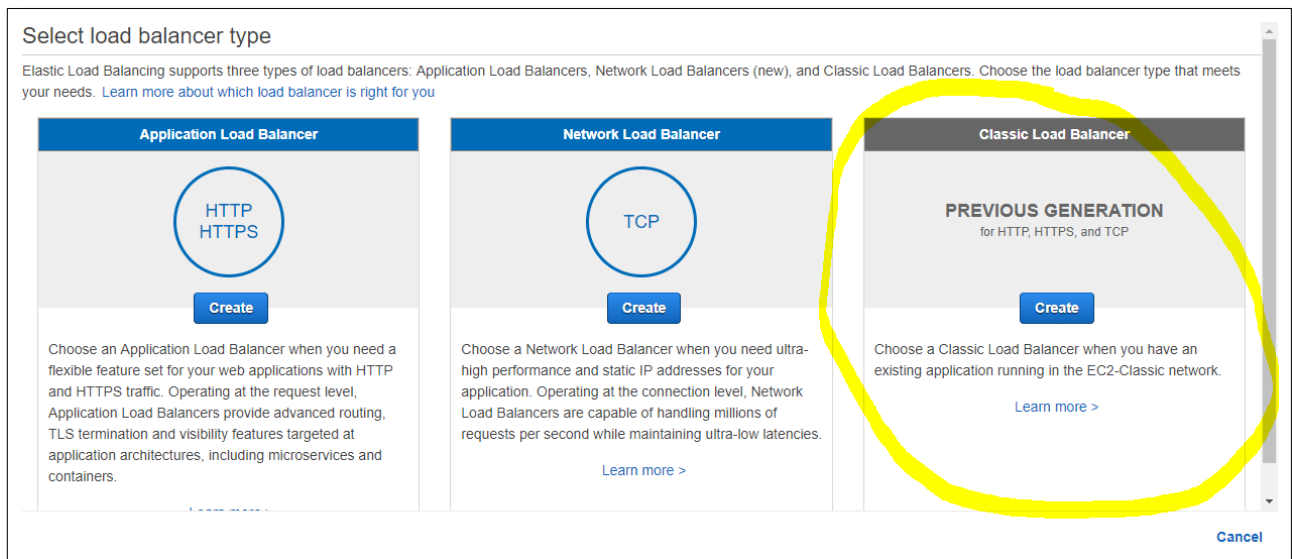 Select load balancer type
Elastic Load Balancing supports three types of load balancers: Application Load Balancers, Network Load Balancers (new), and Classic Load Balancers. Choose the load balancer type that meets
your needs. Learn more about which load balancer is right for you
Application Load Balancer
HTTP
HTTPS
Create
Choose an Application Load Balancer when you need a
flexible feature set for your web applications with HTTP
and HTTPS traffic. Operating at the request level,
Application Load Balancers provide advanced routing,
TLS termination and visibility features targeted at
application architectures, including microservices and
containers.
Learn more >
Network Load Balancer
TCP
Create
Choose a Network Load Balancer when you need ultra-
high performance and static IP addresses for your
application. Operating at the connection level, Network
Load Balancers are capable of handling millions of
requests per second while maintaining ultra-low latencies.
Learn more >
Classic Load Balancer
PREVIOUS GENERATION
for HTTP, HTTPS, and TCP
Create
Choose a Classic Load Balancer when you have an
existing application running in the EC2-Classic network.
Learn more >
Cancel